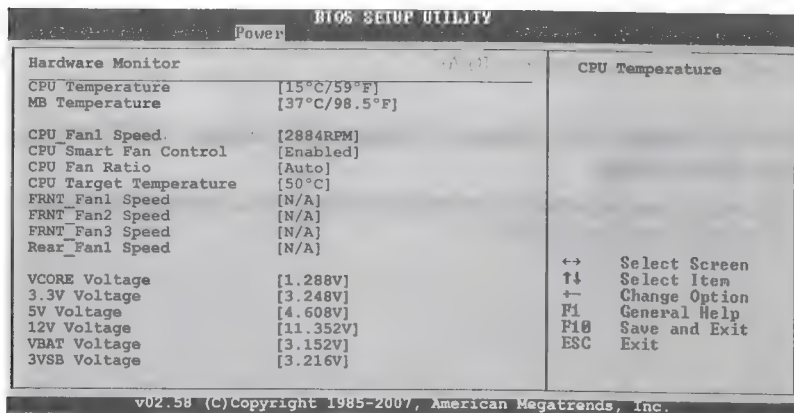 BIOS SETUP UTILITY
Power
Hardware Monitor
CPU Temperature [15°C/59°F]
MB Temperature [37°C/98.5°F]
CPU_Fan1 Speed [2884RPM]
CPU Smart Fan Control [Enabled]
CPU Fan Ratio [Auto]
CPU Target Temperature [50°C]
FRNT_Fan1 Speed [N/A]
FRNT_Fan2 Speed [N/A]
FRNT_Fan3 Speed [N/A]
Rear_Fan1 Speed [N/A]
VCORE Voltage [1.288V]
3.3V Voltage [3.248V]
5V Voltage [4.608V]
12V Voltage [11.352V]
VBAT Voltage [3.152V]
3VSB Voltage [3.216V]
CPU Temperature
←→ Select Screen
↑↓ Select Item
+- Change Option
F1 General Help
F10 Save and Exit
ESC Exit
v02.58 (C)Copyright 1985-2007, American Megatrends, Inc.